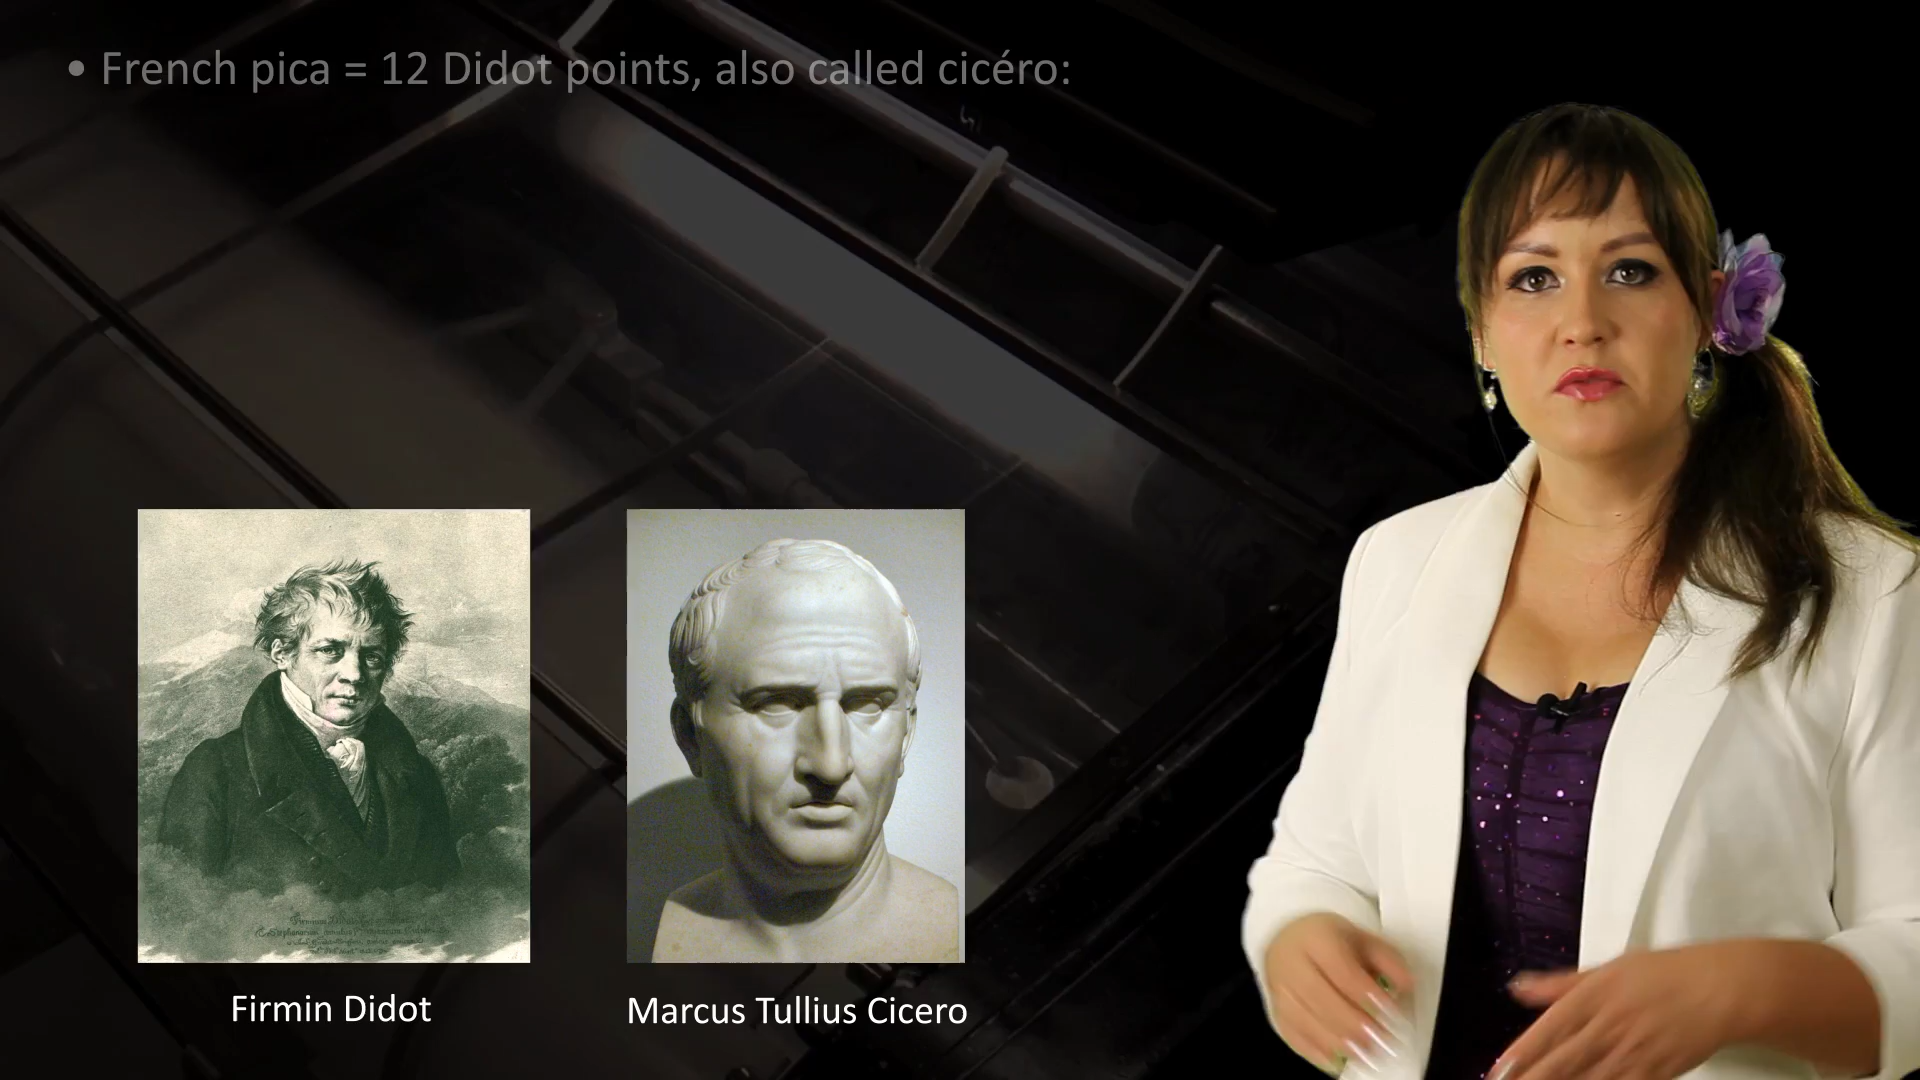 • French pica = 12 Didot points, also called cicéro:
Firmin Didot
Marcus Tullius Cicero